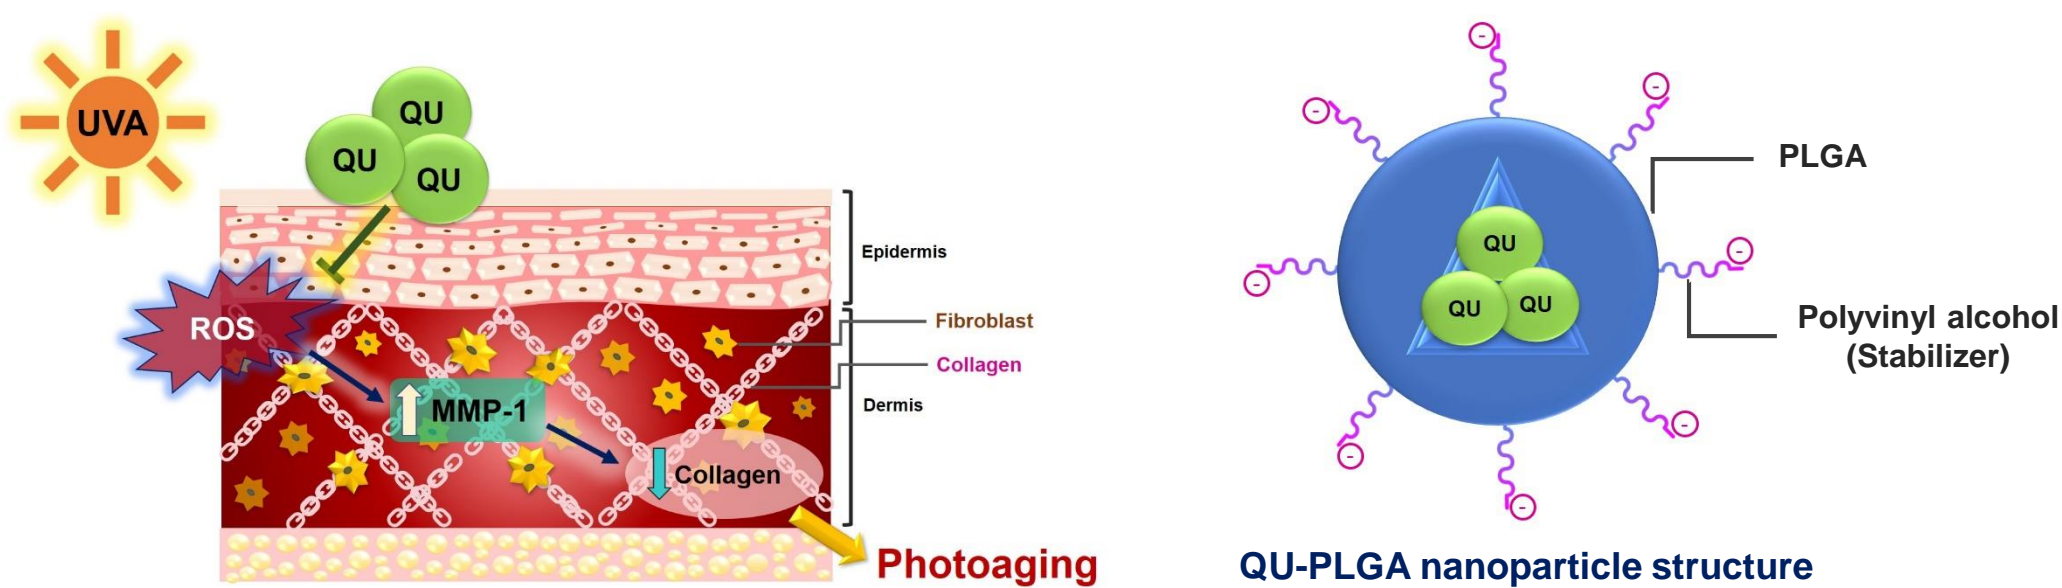 UVA
QU
QU
QU
Epidermis
ROS
Fibroblast
Collagen
MMP-1
Dermis
Collagen
Photoaging
-
-
-
-
-
-
-
-
PLGA
QU
QU
QU
Polyvinyl alcohol
(Stabilizer)
QU-PLGA nanoparticle structure